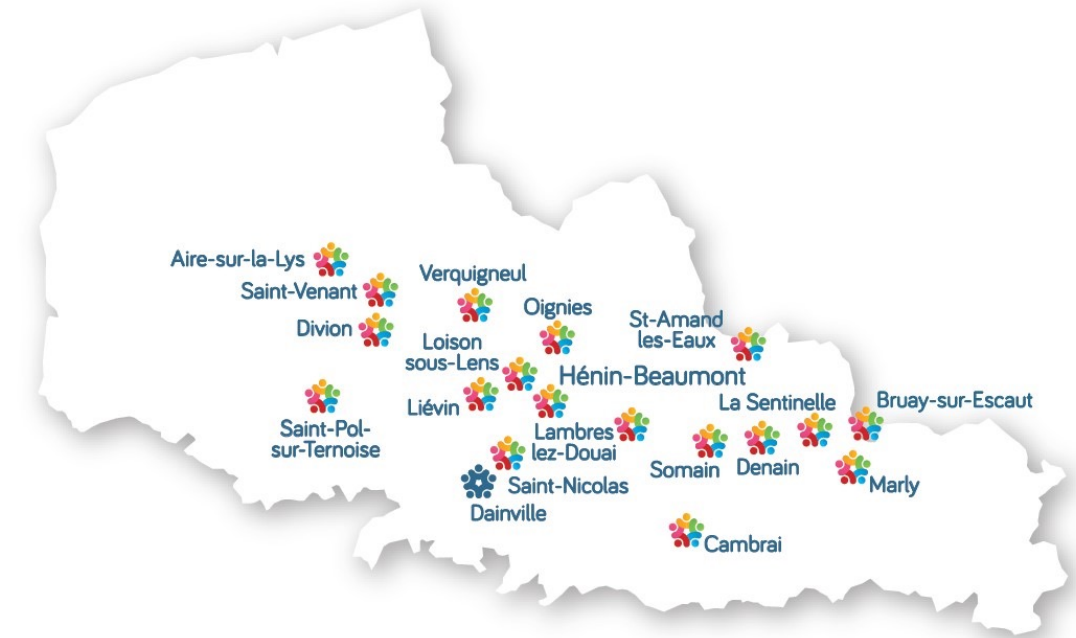 Aire-sur-la-Lys
Saint-Venant
Divion
Verquigneul
Oignies
Loison
sous-Lens
Hénin-Beaumont
Liévin
St-Amand
les-Eaux
La Sentinelle
Bruay-sur-Escaut
Saint-Pol-
sur-Ternoise
Lambres
lez-Douai
Somain
Denain
Marly
Saint-Nicolas
Dainville
Cambrai